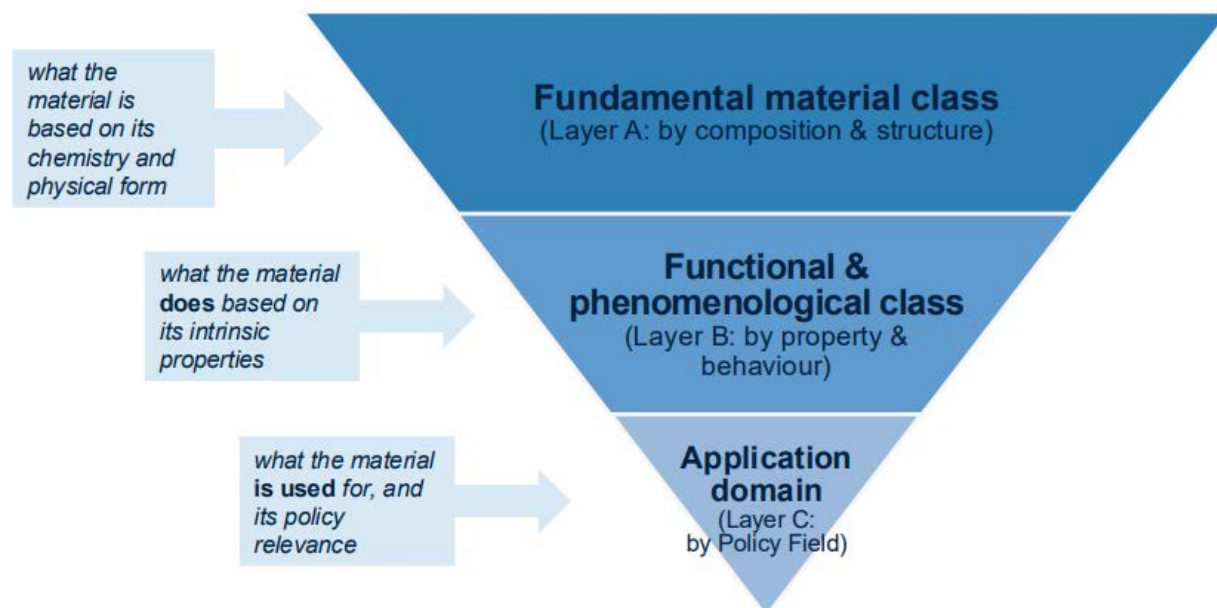 what the
material is
based on its
chemistry and
physical form
Fundamental material class
(Layer A: by composition & structure)
what the material
does based on
its intrinsic
properties
Functional &
phenomenological class
(Layer B: by property &
behaviour)
what the material
is used for, and
its policy
relevance
Application
domain
(Layer C:
by Policy Field)